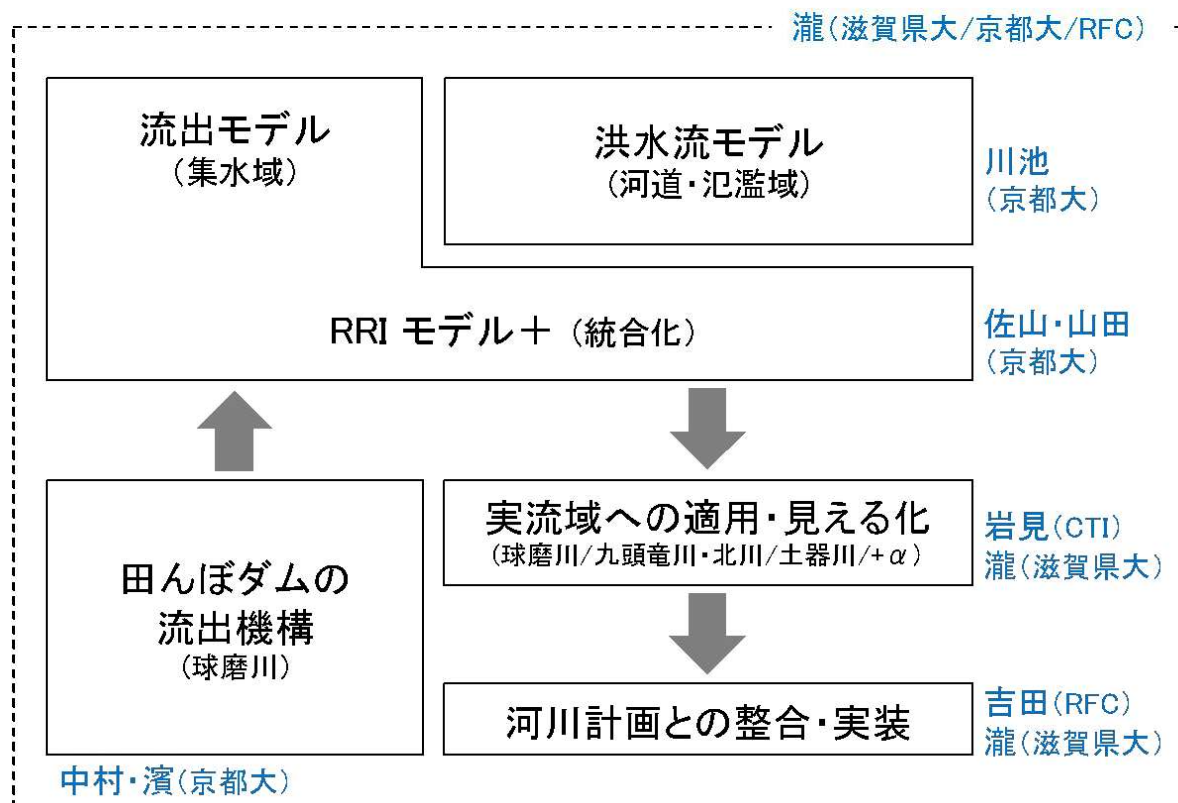 瀧(滋賀県大/京都大/RFC)
流出モデル
(集水域)
洪水流モデル
(河道・氾濫域)
川池
(京都大)
RRI モデル＋ (統合化)
佐山・山田
(京都大)
田んぼダムの
流出機構
(球磨川)
中村・濱(京都大)
実流域への適用・見える化
(球磨川/九頭竜川・北川/土器川/+α)
岩見(CTI)
瀧(滋賀県大)
河川計画との整合・実装
吉田(RFC)
瀧(滋賀県大)